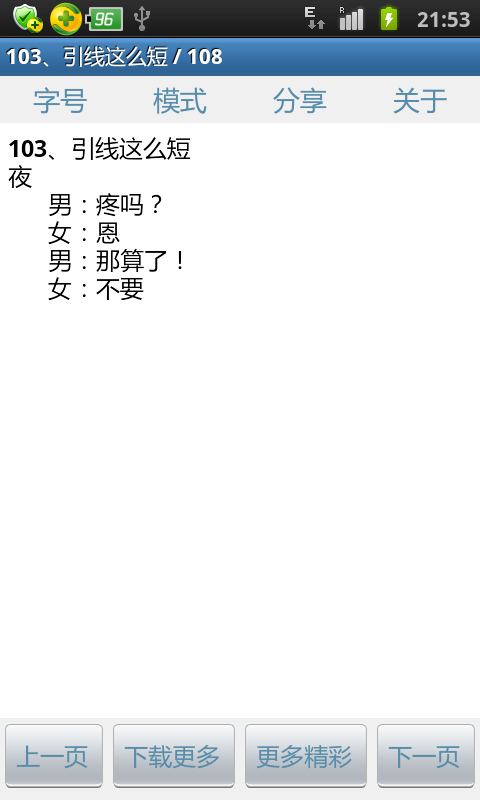 96
E
R
21:53
103、引线这么短 / 108
字号 模式 分享 关于
103、引线这么短
夜
男：疼吗？
女：恩
男：那算了！
女：不要
上一页 下载更多 更多精彩 下一页